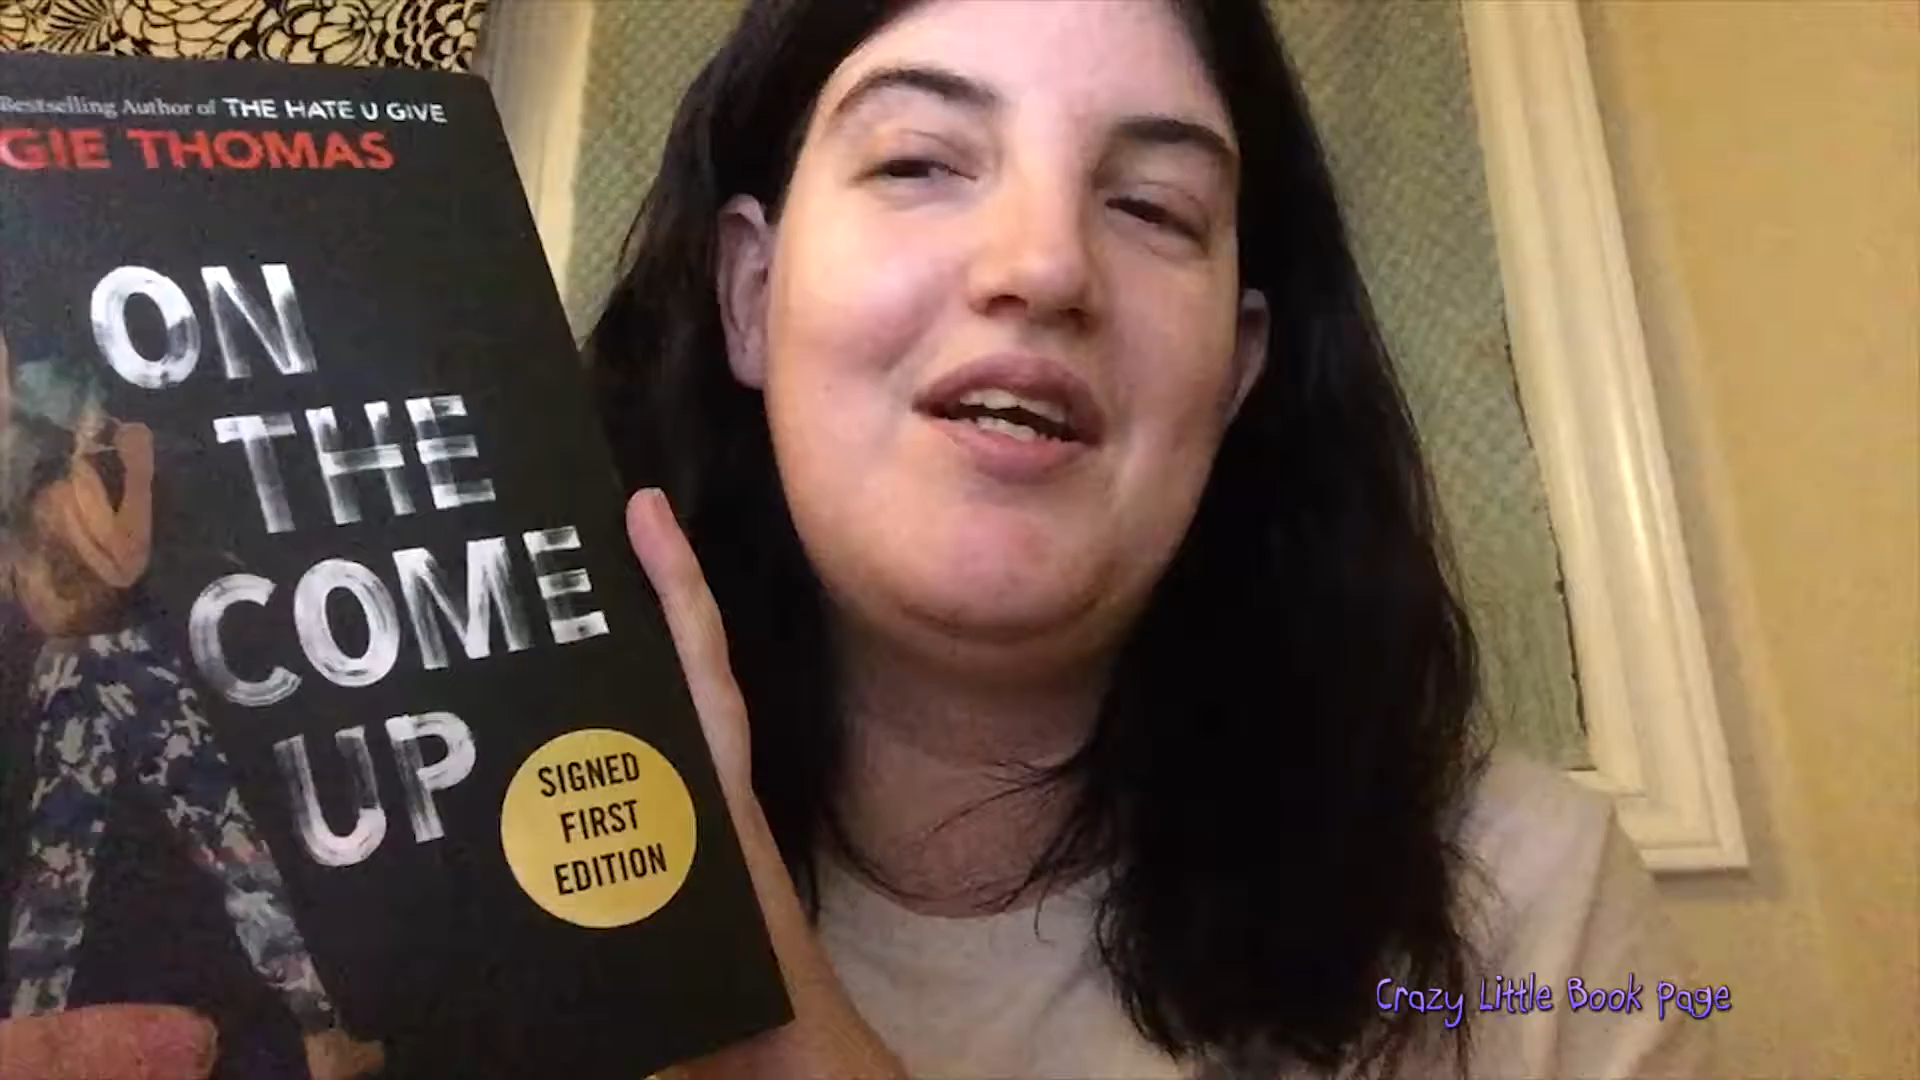 Bestselling Author of THE HATE U GIVE
GIE THOMAS
ON
THE
COME
UP
SIGNED
FIRST
EDITION
Crazy Little Book Page